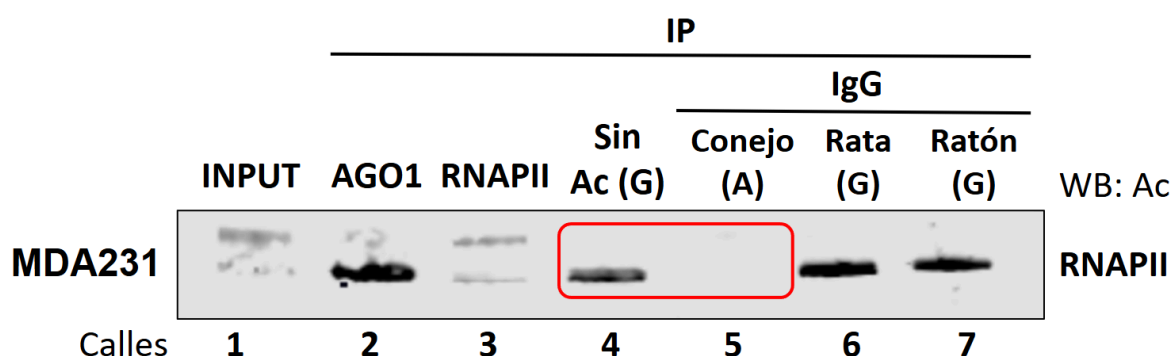 IP
IgG
INPUT AGO1 RNAPII Sin Ac (G) Conejo (A) Rata (G) Ratón (G) WB: Ac
MDA231 RNAPII
Calles 1 2 3 4 5 6 7